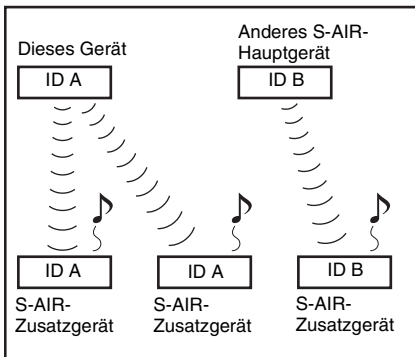 Dieses Gerät
Anderes S-AIR-
Hauptgerät
ID A
ID B
ID A
ID A
ID B
S-AIR-
Zusatzgerät
S-AIR-
Zusatzgerät
S-AIR-
Zusatzgerät